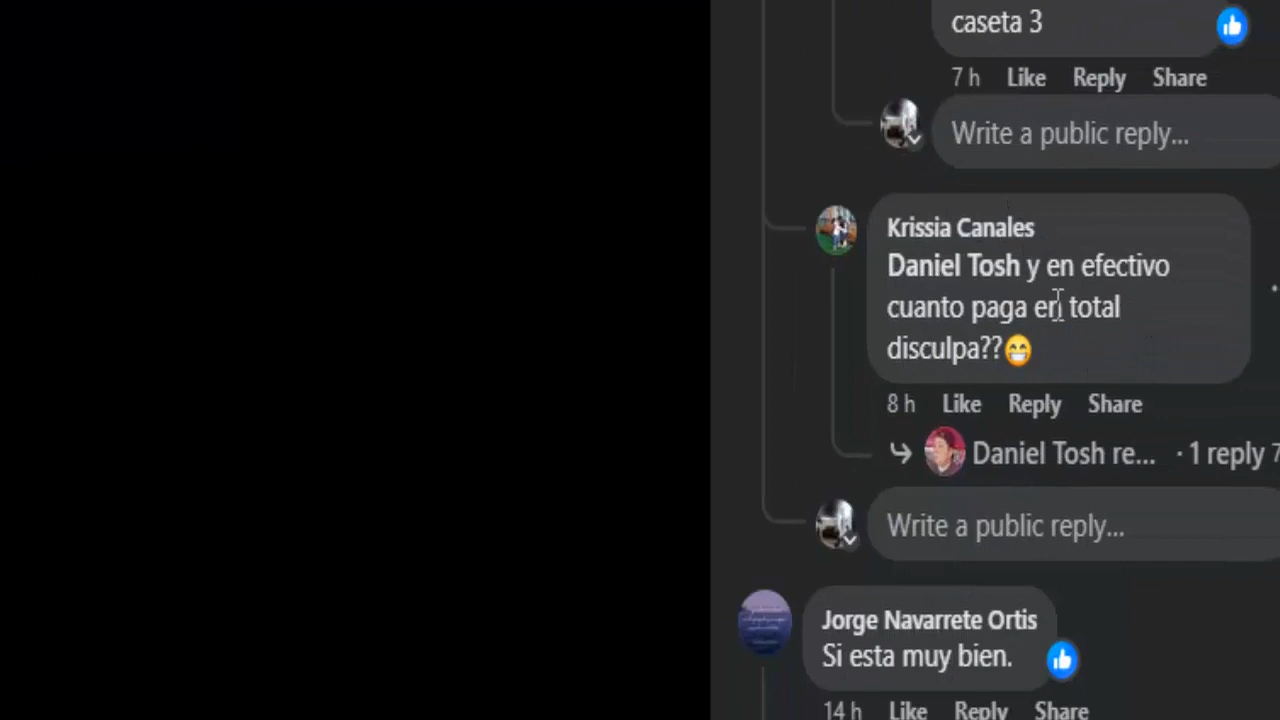 caseta 3
7 h Like Reply Share
Write a public reply...
Krissia Canales
Daniel Tosh y en efectivo
cuanto paga en total
disculpa??😁
8 h Like Reply Share
Daniel Tosh re... · 1 reply 7
Write a public reply...
Jorge Navarrete Ortis
Si esta muy bien.
14 h Like Reply Share